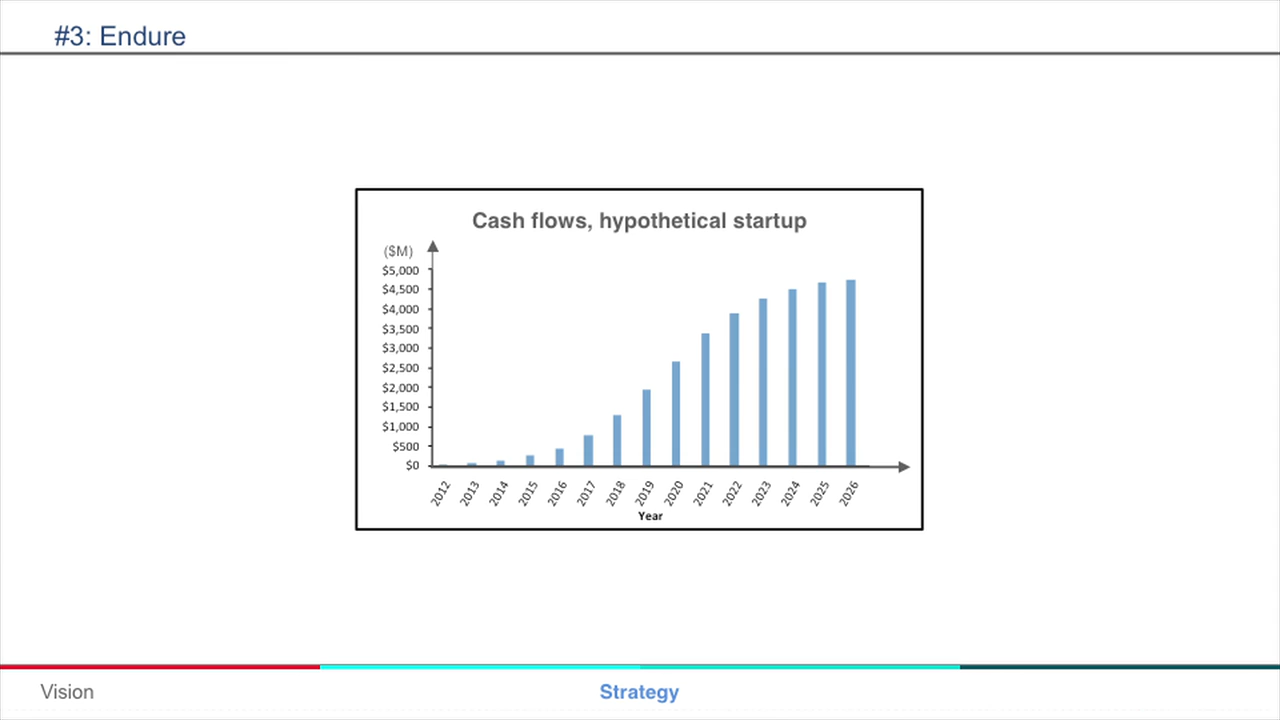 #3: Endure
Cash flows, hypothetical startup
($M)
$5,000
$4,500
$4,000
$3,500
$3,000
$2,500
$2,000
$1,500
$1,000
$500
$0
2012 2013 2014 2015 2016 2017 2018 2019 2020 2021 2022 2023 2024 2025 2026
Year
Vision Strategy